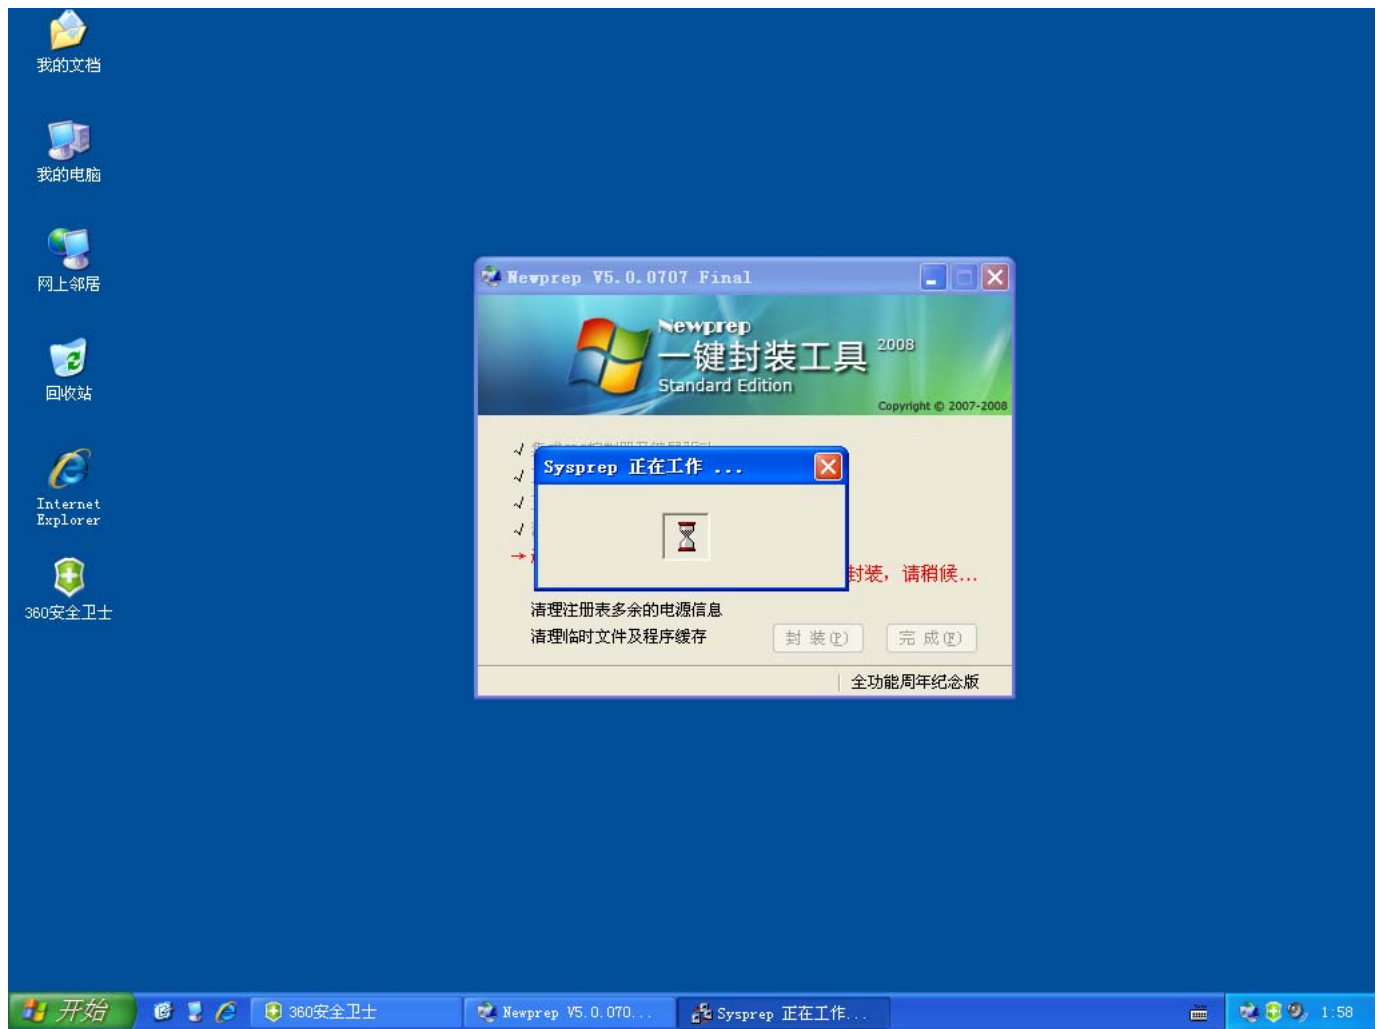 我的文档
我的电脑
网上邻居
回收站
Internet
Explorer
360安全卫士
Newprep V5.0.0707 Final
Newprep
一键封装工具 2008
Standard Edition
Copyright © 2007-2008
Sysprep 正在工作 ...
封装，请稍候...
清理注册表多余的电源信息
清理临时文件及程序缓存
封 装(P)
完 成(F)
全功能周年纪念版
开始
360安全卫士
Newprep V5.0.070...
Sysprep 正在工作...
1:58